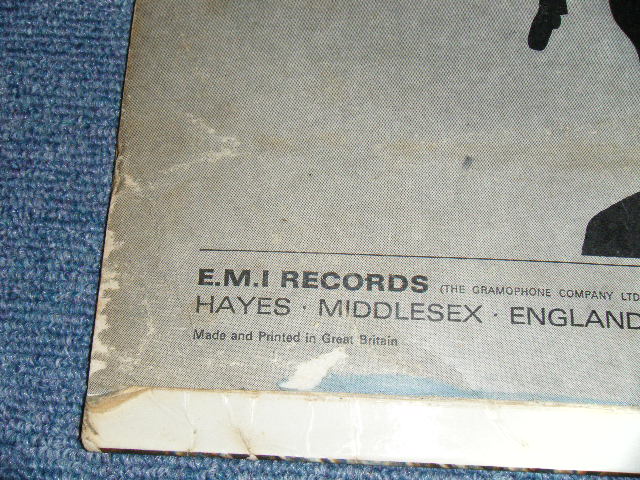 E.M.I RECORDS (THE GRAMOPHONE COMPANY LTD
HAYES · MIDDLESEX · ENGLAND
Made and Printed in Great Britain